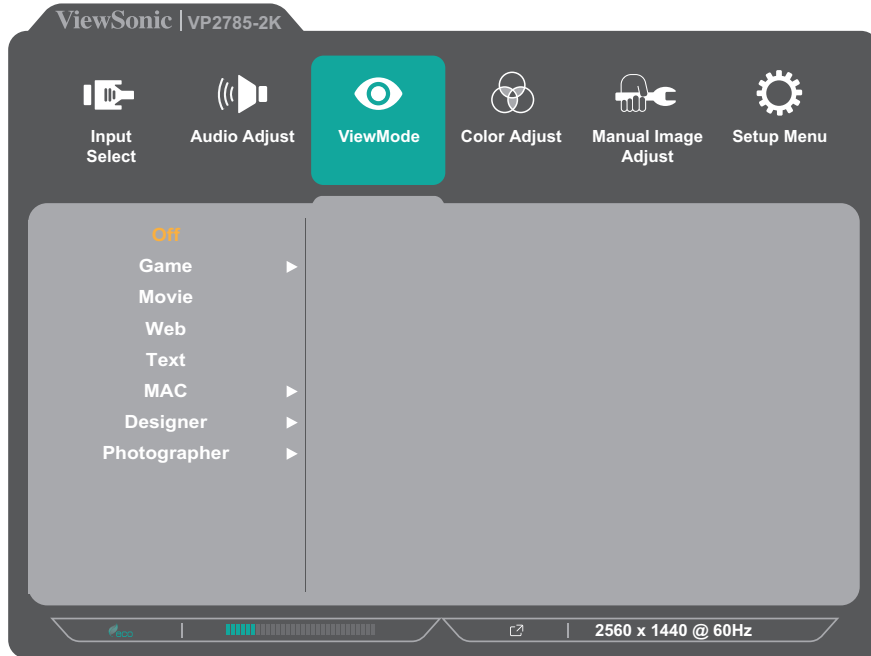 ViewSonic | VP2785-2K
Input Select
Audio Adjust
ViewMode
Color Adjust
Manual Image Adjust
Setup Menu
Off
Game
Movie
Web
Text
MAC
Designer
Photographer
eco
2560 x 1440 @ 60Hz